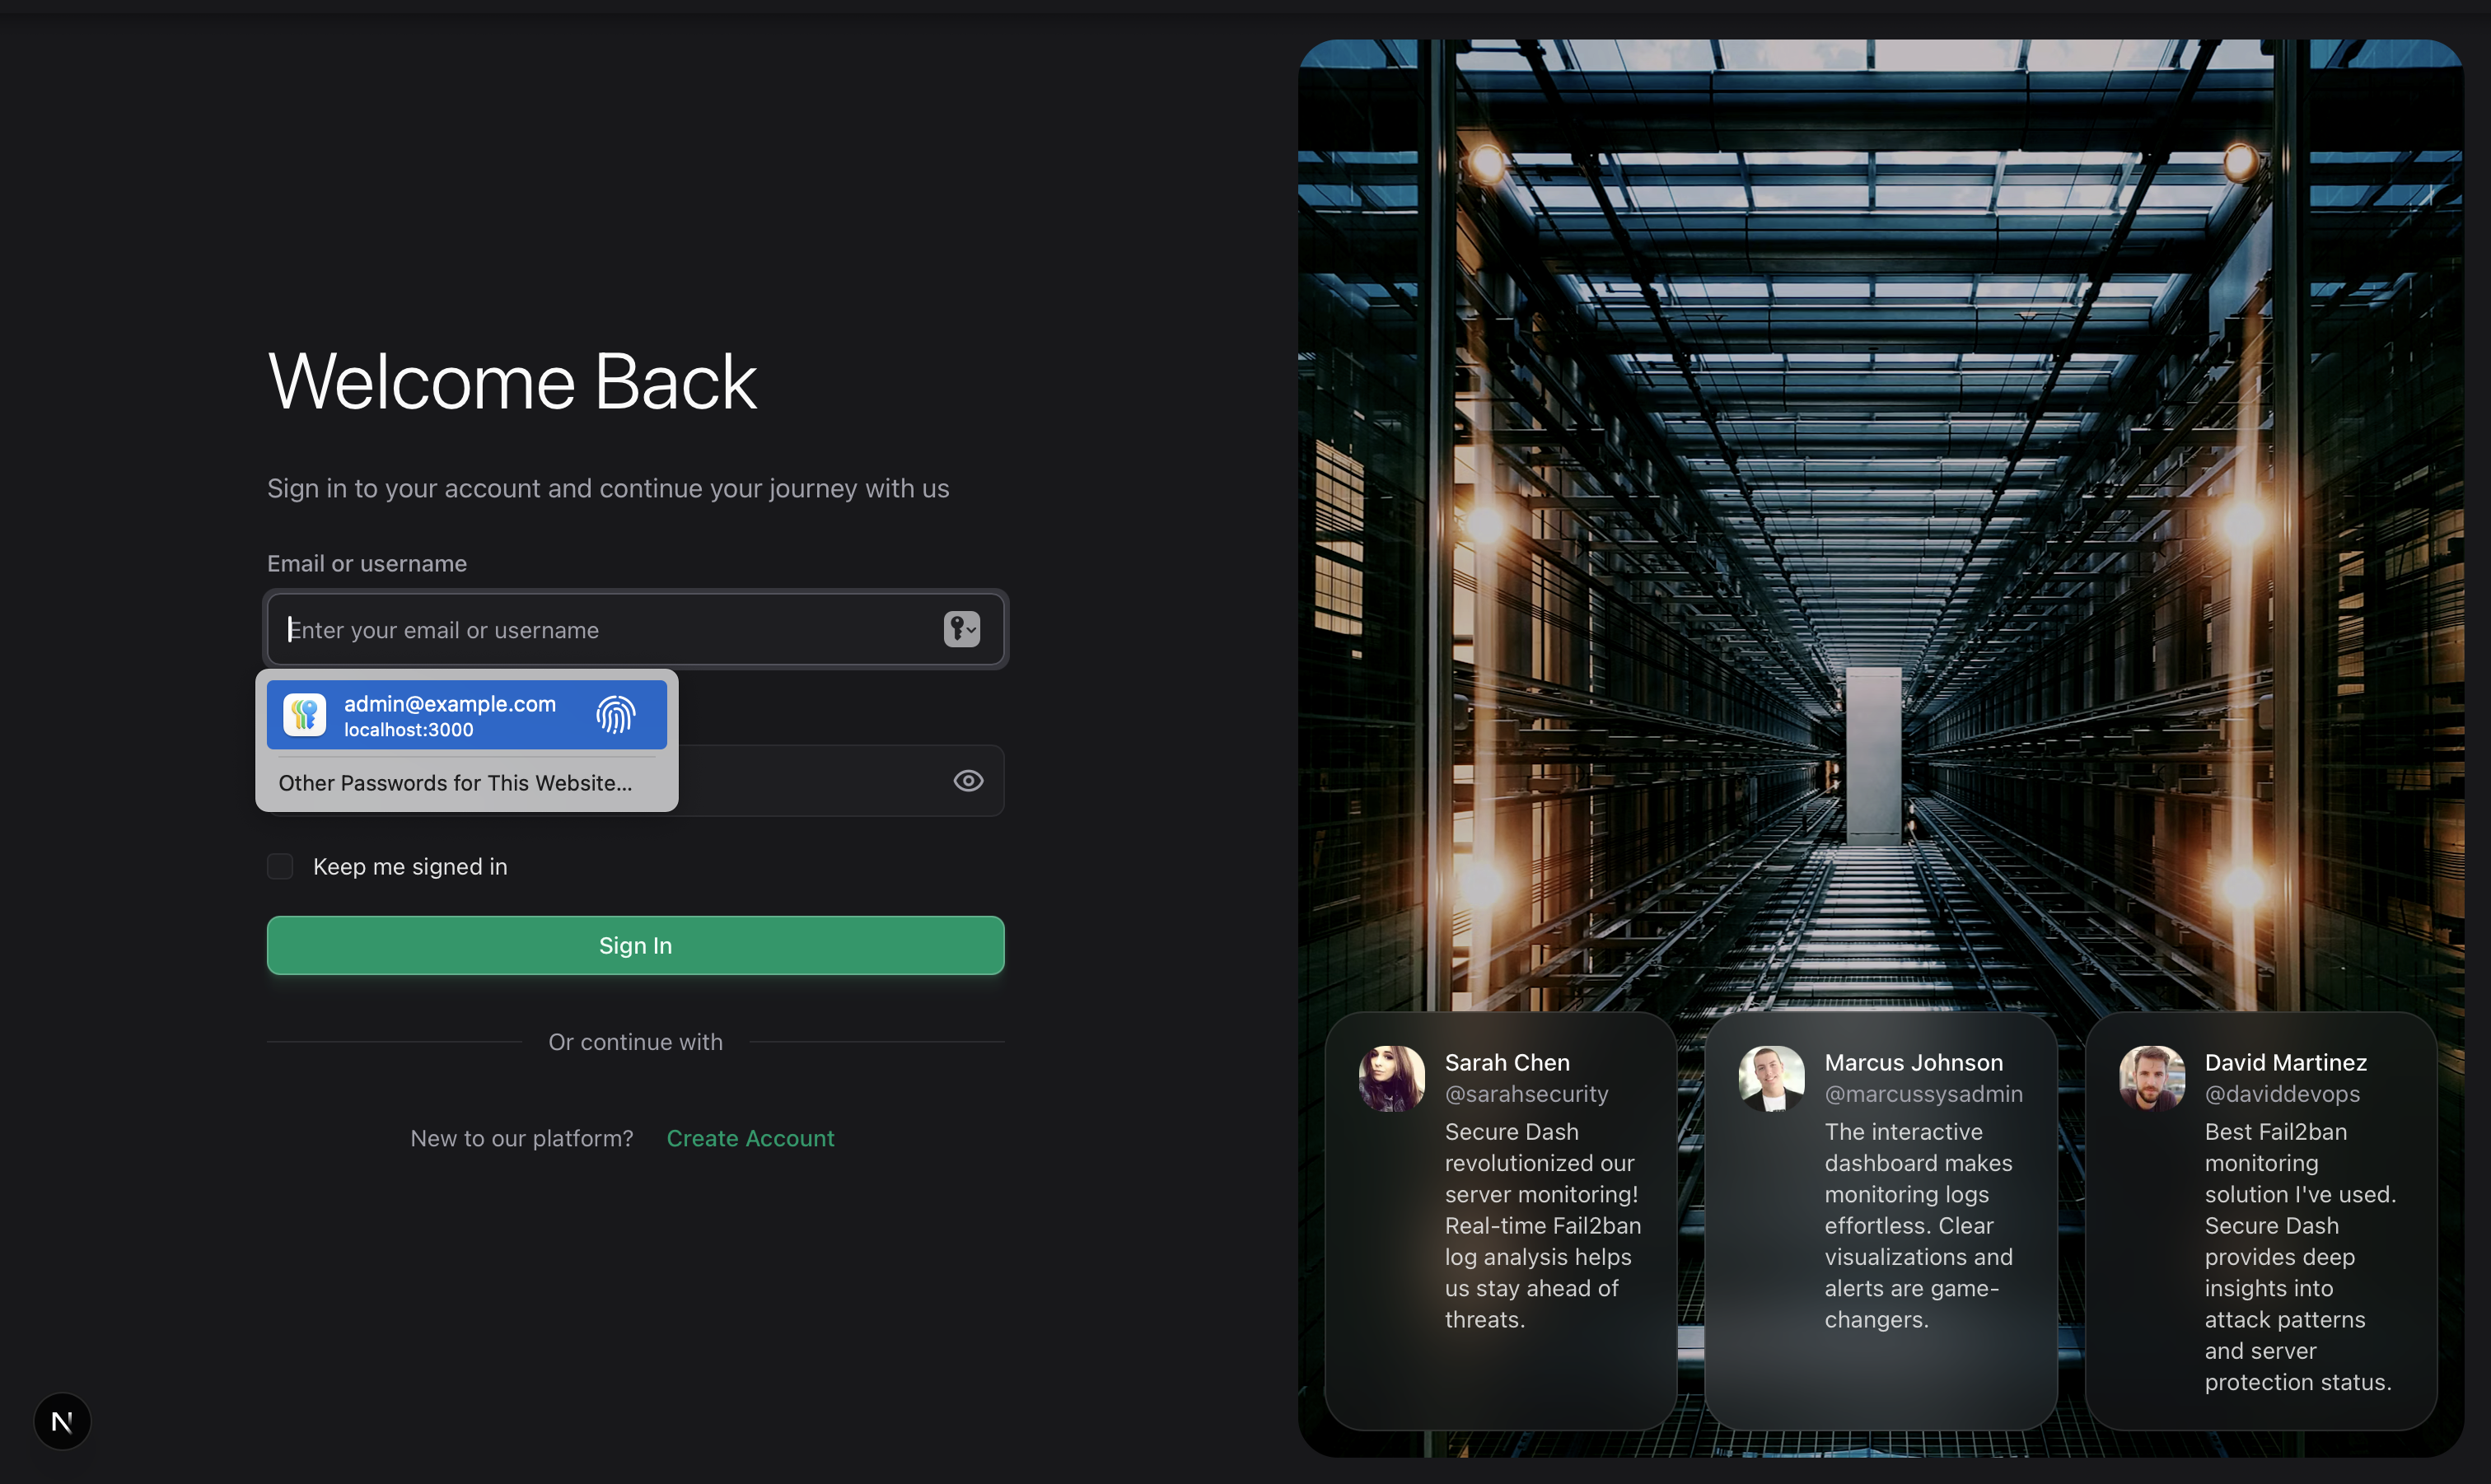 Welcome Back
Sign in to your account and continue your journey with us
Email or username
Enter your email or username
admin@example.com
localhost:3000
Other Passwords for This Website...
Keep me signed in
Sign In
Or continue with
New to our platform? Create Account
N
Sarah Chen
@sarahsecurity
Secure Dash
revolutionized our
server monitoring!
Real-time Fail2ban
log analysis helps
us stay ahead of
threats.
Marcus Johnson
@marcussysadmin
The interactive
dashboard makes
monitoring logs
effortless. Clear
visualizations and
alerts are game-
changers.
David Martinez
@daviddevops
Best Fail2ban
monitoring
solution I've used.
Secure Dash
provides deep
insights into
attack patterns
and server
protection status.